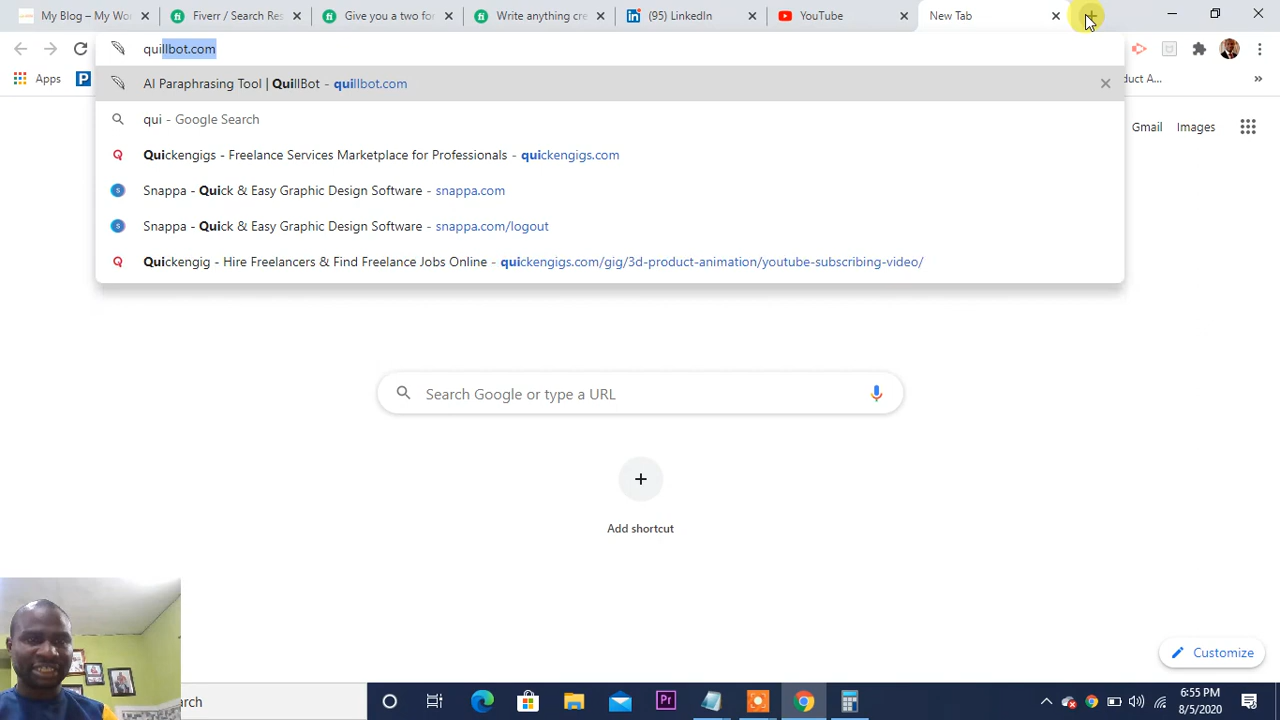 My Blog – My Wo
Fiverr / Search Res
Give you a two fo
Write anything cre
(95) LinkedIn
YouTube
New Tab
quillbot.com
Apps
AI Paraphrasing Tool | QuillBot - quillbot.com
duct A...
»
qui - Google Search
Gmail
Images
Quickengigs - Freelance Services Marketplace for Professionals - quickengigs.com
Snappa - Quick & Easy Graphic Design Software - snappa.com
Snappa - Quick & Easy Graphic Design Software - snappa.com/logout
Quickengig - Hire Freelancers & Find Freelance Jobs Online - quickengigs.com/gig/3d-product-animation/youtube-subscribing-video/
Search Google or type a URL
Add shortcut
Customize
arch
Pr
6:55 PM
8/5/2020